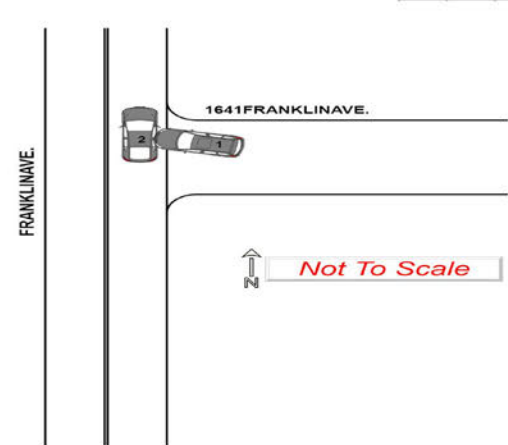 1641FRANKLINAVE.
2
1
FRANKLINAVE.
N
Not To Scale